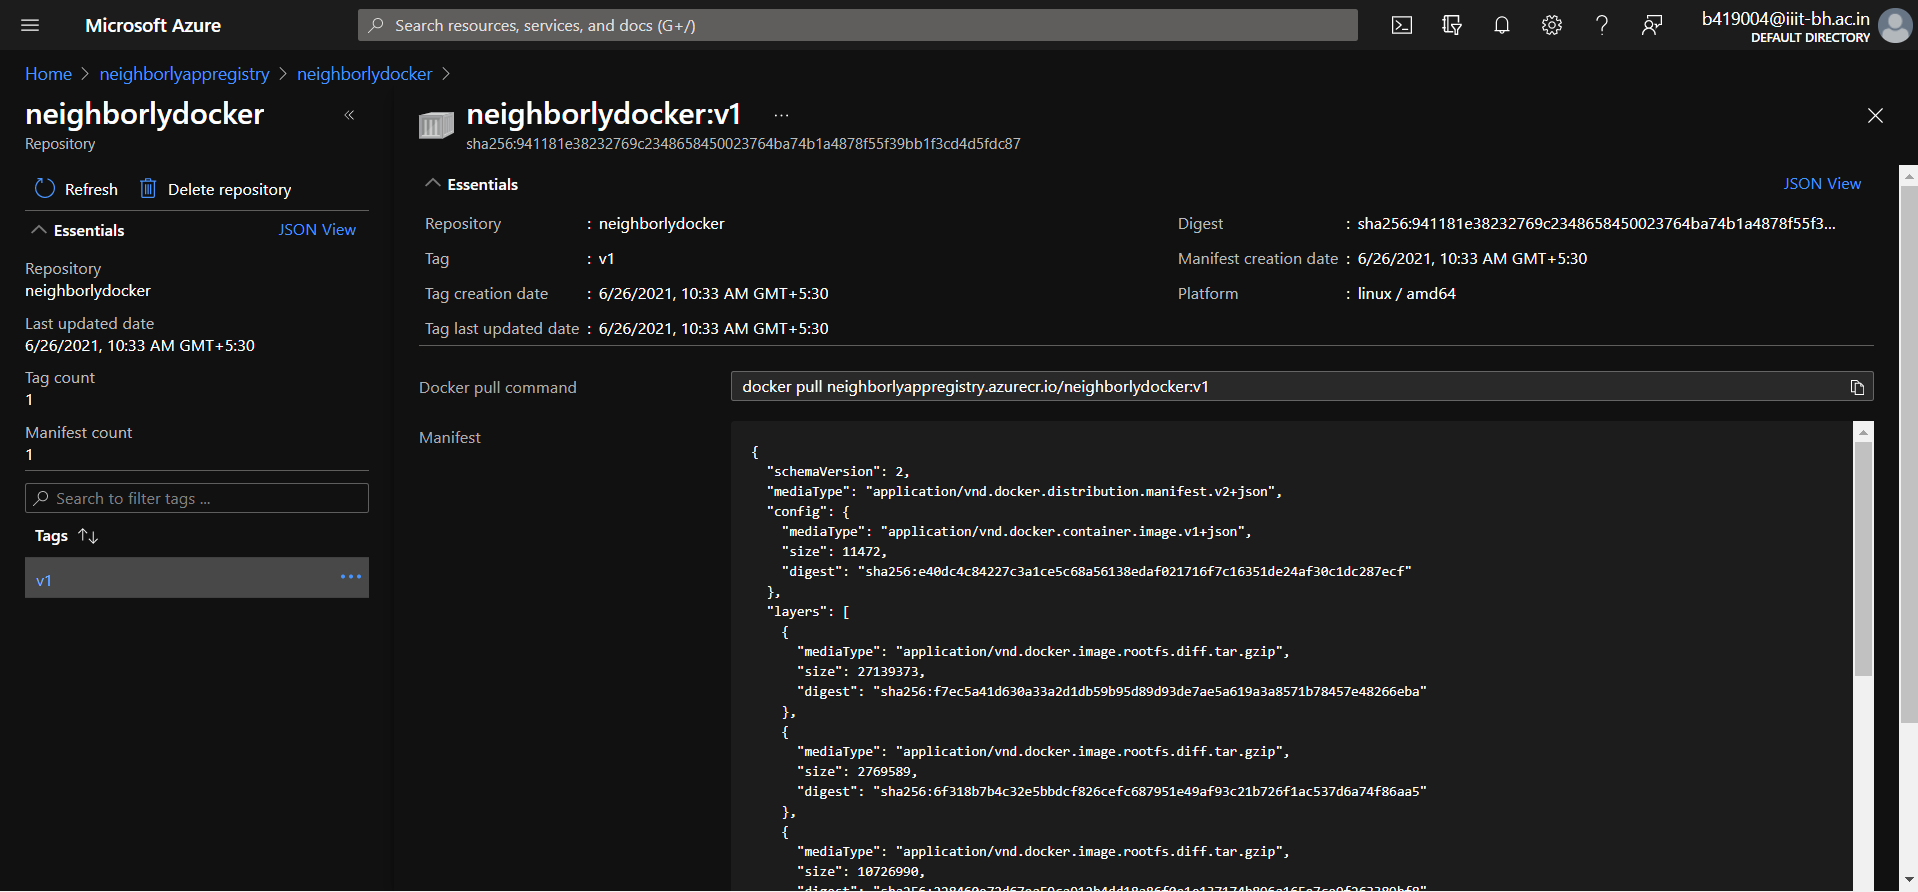 Microsoft Azure
Search resources, services, and docs (G+/)
b419004@iiit-bh.ac.in
DEFAULT DIRECTORY
Home > neighborlyappregistry > neighborlydocker >
neighborlydocker
Repository
Refresh Delete repository
Essentials JSON View
Repository
neighborlydocker
Last updated date
6/26/2021, 10:33 AM GMT+5:30
Tag count
1
Manifest count
1
Search to filter tags ...
Tags
v1
neighborlydocker:v1 ...
sha256:941181e38232769c2348658450023764ba74b1a4878f55f39bb1f3cd4d5fdc87
Essentials JSON View
Repository : neighborlydocker
Tag : v1
Tag creation date : 6/26/2021, 10:33 AM GMT+5:30
Tag last updated date : 6/26/2021, 10:33 AM GMT+5:30
Digest : sha256:941181e38232769c2348658450023764ba74b1a4878f55f3...
Manifest creation date : 6/26/2021, 10:33 AM GMT+5:30
Platform : linux / amd64
Docker pull command docker pull neighborlyappregistry.azurecr.io/neighborlydocker:v1
Manifest
{
"schemaVersion": 2,
"mediaType": "application/vnd.docker.distribution.manifest.v2+json",
"config": {
"mediaType": "application/vnd.docker.container.image.v1+json",
"size": 11472,
"digest": "sha256:e40dc4c84227c3a1ce5c68a56138edaf021716f7c16351de24af30c1dc287ecf"
},
"layers": [
{
"mediaType": "application/vnd.docker.image.rootfs.diff.tar.gzip",
"size": 27139373,
"digest": "sha256:f7ec5a41d630a33a2d1db59b95d89d93de7ae5a619a3a8571b78457e48266eba"
},
{
"mediaType": "application/vnd.docker.image.rootfs.diff.tar.gzip",
"size": 2769589,
"digest": "sha256:6f318b7b4c32e5bbdcf826cefc687951e49af93c21b726f1ac537d6a74f86aa5"
},
{
"mediaType": "application/vnd.docker.image.rootfs.diff.tar.gzip",
"size": 10726990,